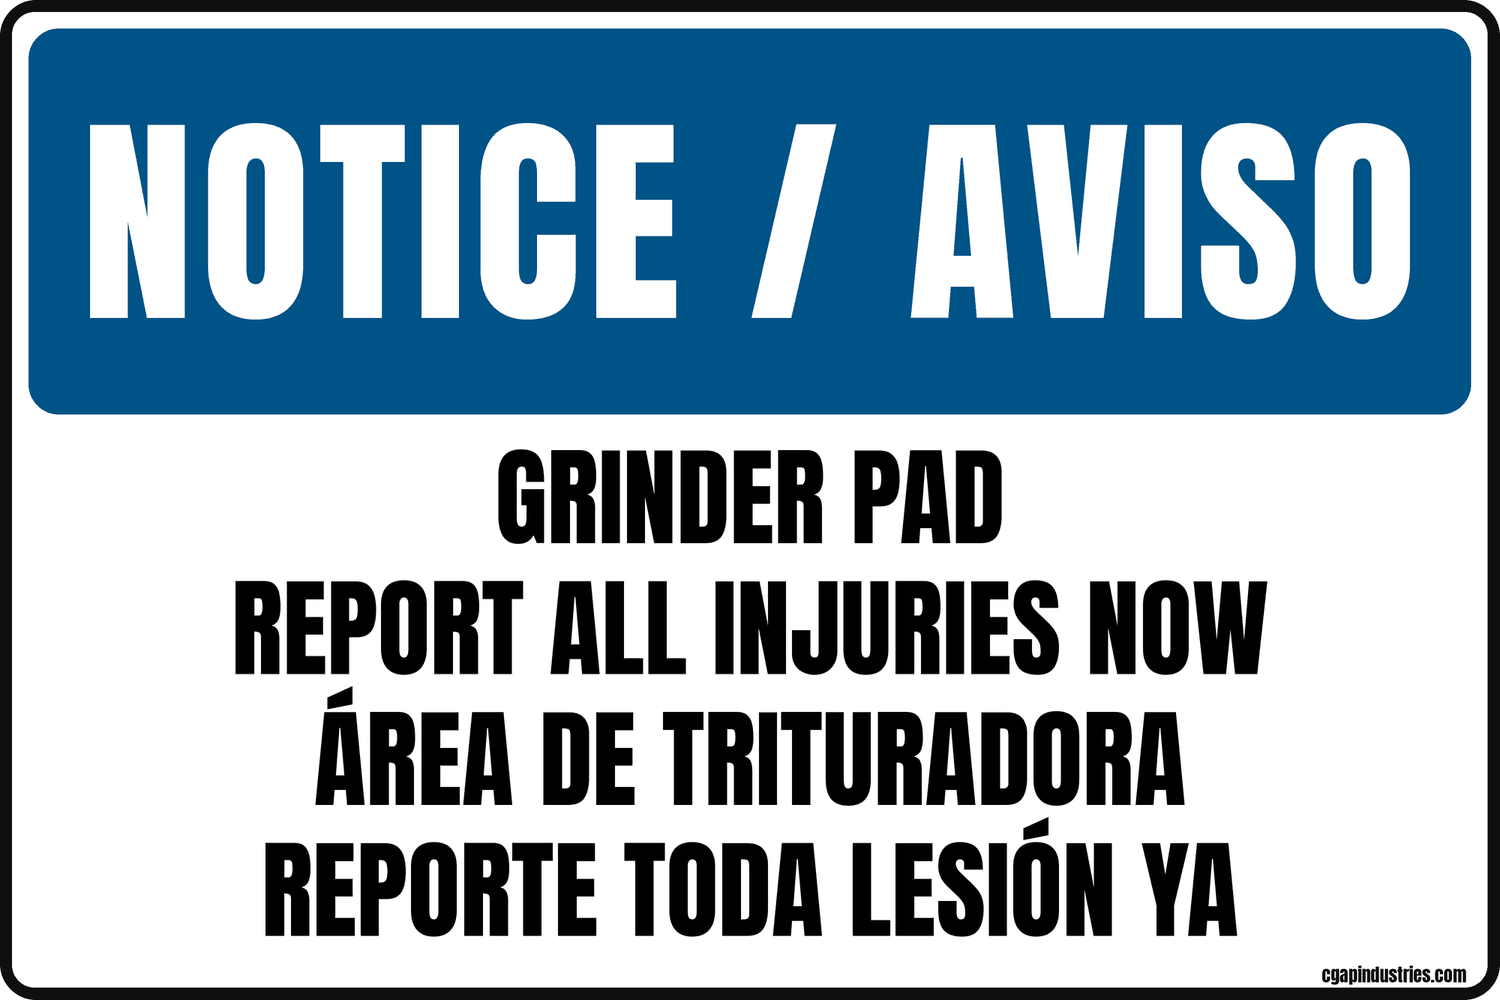 NOTICE / AVISO
GRINDER PAD
REPORT ALL INJURIES NOW
ÁREA DE TRITURADORA
REPORTE TODA LESIÓN YA
cgapindustries.com